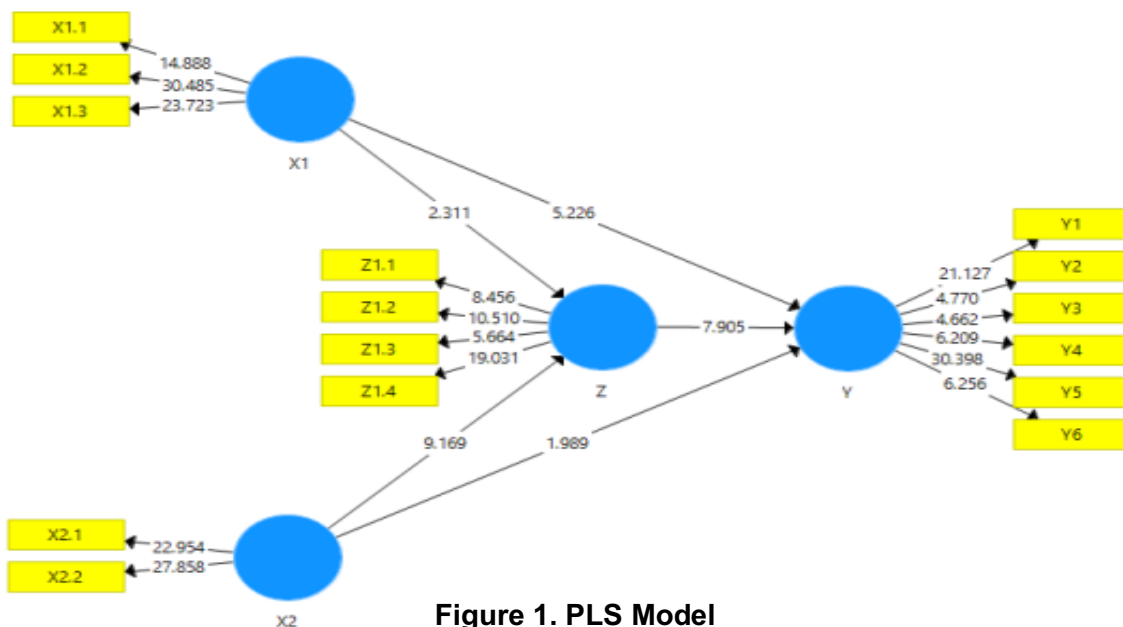 X1.1
X1.2
X1.3
14.888
30.485
23.723
X1
2.311
5.226
Z1.1
Z1.2
Z1.3
Z1.4
8.456
10.510
5.664
19.031
Z
7.905
Y
Y1
Y2
Y3
Y4
Y5
Y6
21.127
4.770
4.662
6.209
30.398
6.256
9.169
1.989
X2.1
X2.2
22.954
27.858
X2
Figure 1. PLS Model